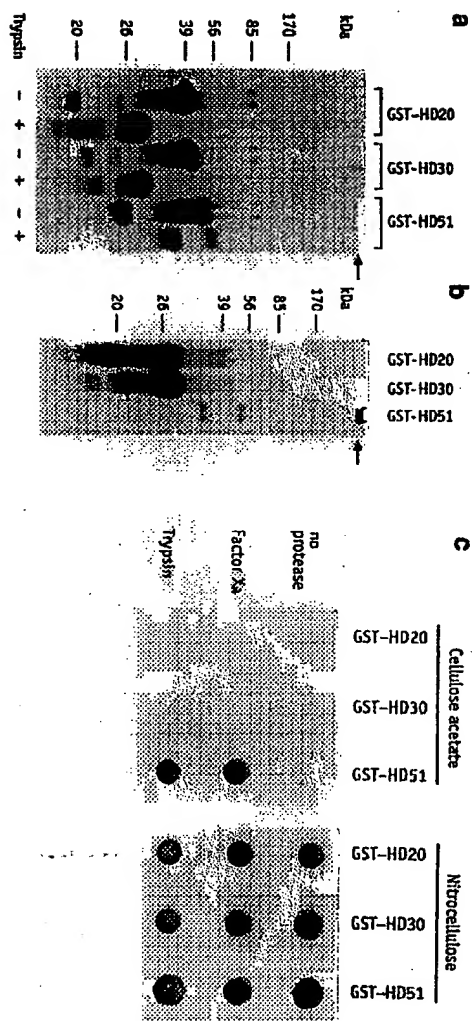 a
kDa
170
85
56
39
26
20
Trypsin
GST-HD20
GST-HD30
GST-HD51
− + − + − +
b
kDa
170
85
56
39
26
20
GST-HD20
GST-HD30
GST-HD51
c
Cellulose acetate
Nitrocellulose
GST-HD20
GST-HD30
GST-HD51
GST-HD20
GST-HD30
GST-HD51
no
protease
Factor Xa
Trypsin